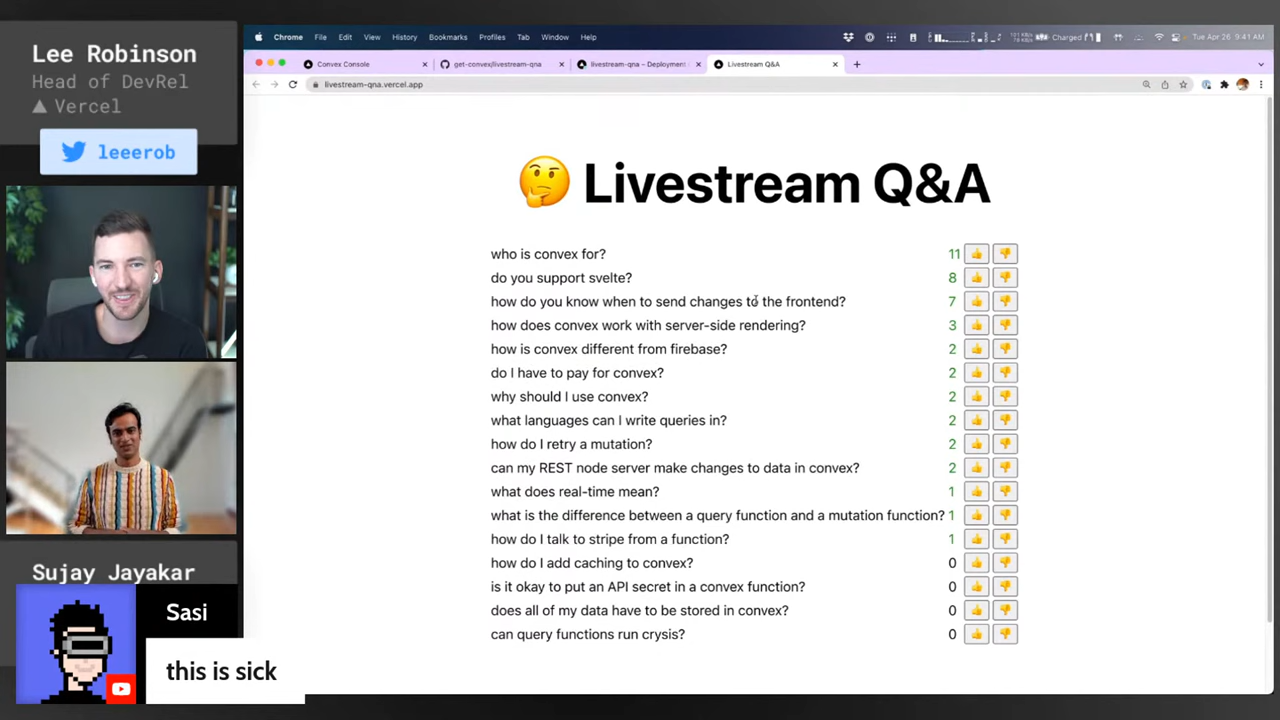 Lee Robinson
Head of DevRel
Vercel
leeerob
Sujay Jayakar
Sasi
this is sick
Chrome File Edit View History Bookmarks Profiles Tab Window Help
Charged
Tue Apr 26 9:41 AM
Convex Console
get-convex/livestream-qna
livestream-qna – Deployment
Livestream Q&A
livestream-qna.vercel.app
Livestream Q&A
who is convex for? 11
do you support svelte? 8
how do you know when to send changes to the frontend? 7
how does convex work with server-side rendering? 3
how is convex different from firebase? 2
do I have to pay for convex? 2
why should I use convex? 2
what languages can I write queries in? 2
how do I retry a mutation? 2
can my REST node server make changes to data in convex? 2
what does real-time mean? 1
what is the difference between a query function and a mutation function? 1
how do I talk to stripe from a function? 1
how do I add caching to convex? 0
is it okay to put an API secret in a convex function? 0
does all of my data have to be stored in convex? 0
can query functions run crysis? 0